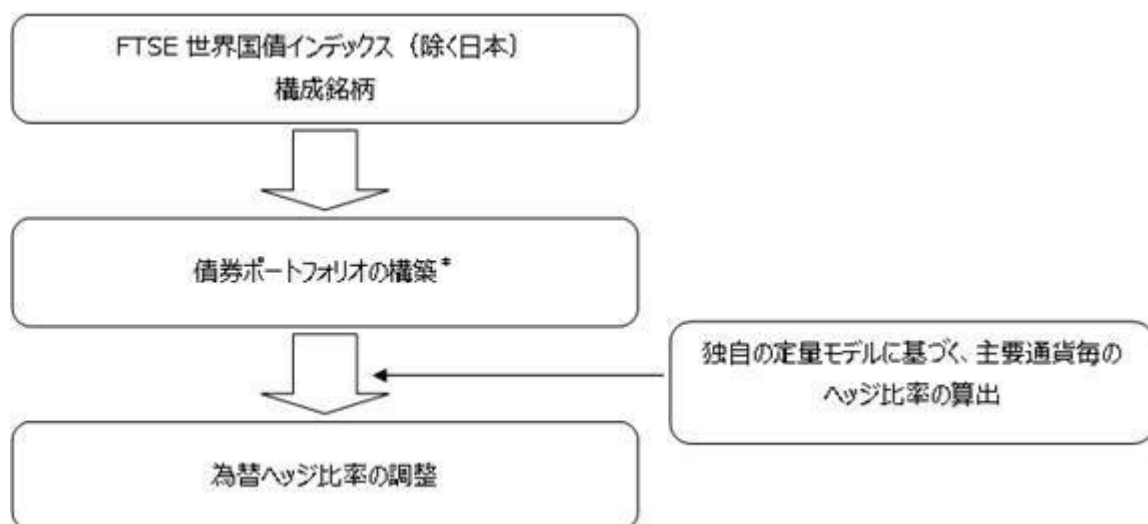 FTSE 世界国債インデックス（除く日本）
構成銘柄
債券ポートフォリオの構築*
独自の定量モデルに基づく、主要通貨毎の
ヘッジ比率の算出
為替ヘッジ比率の調整